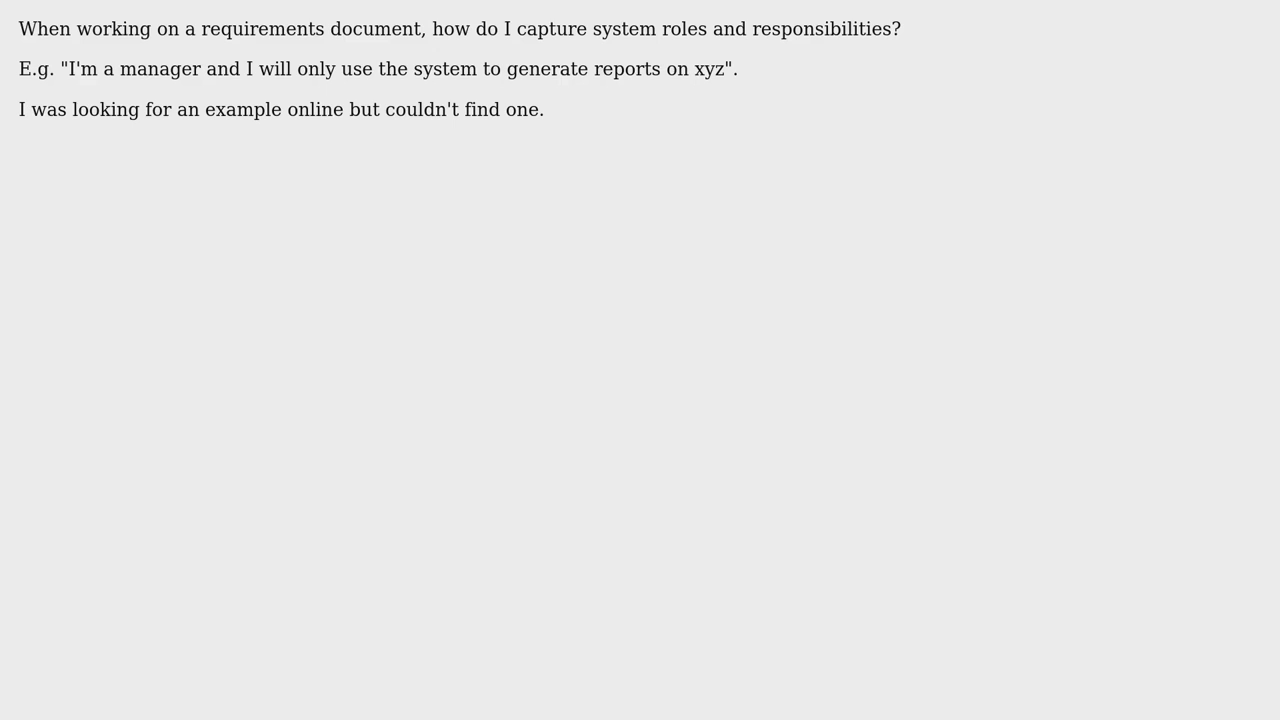 When working on a requirements document, how do I capture system roles and responsibilities?
E.g. "I'm a manager and I will only use the system to generate reports on xyz".
I was looking for an example online but couldn't find one.